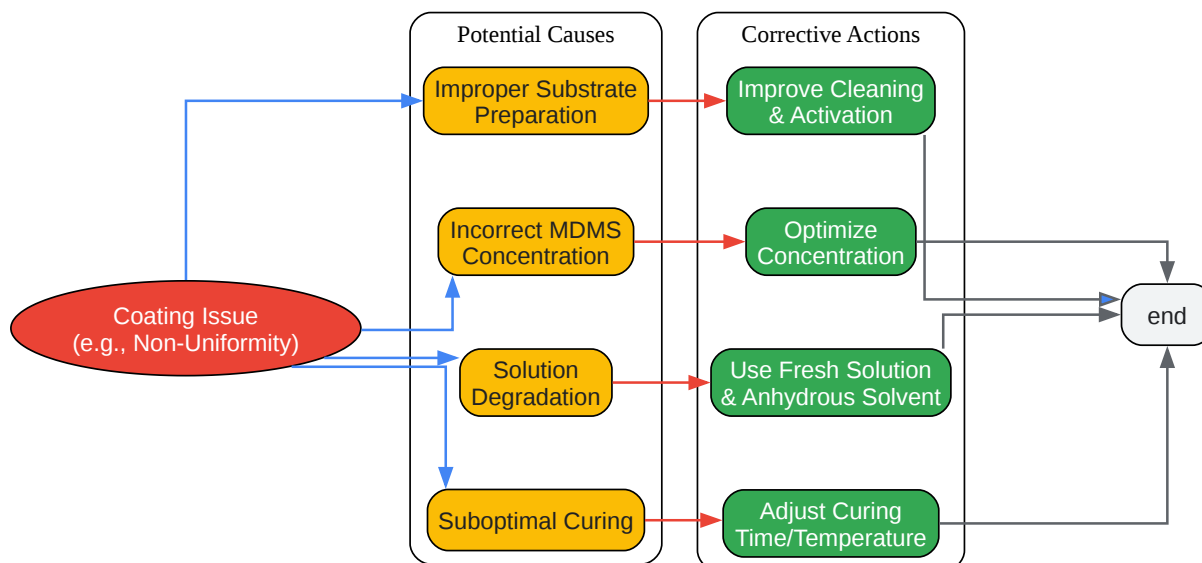 Potential Causes
Corrective Actions
Improper Substrate
Preparation
Improve Cleaning
& Activation
Incorrect MDMS
Concentration
Optimize
Concentration
Coating Issue
(e.g., Non-Uniformity)
end
Solution
Degradation
Use Fresh Solution
& Anhydrous Solvent
Suboptimal Curing
Adjust Curing
Time/Temperature